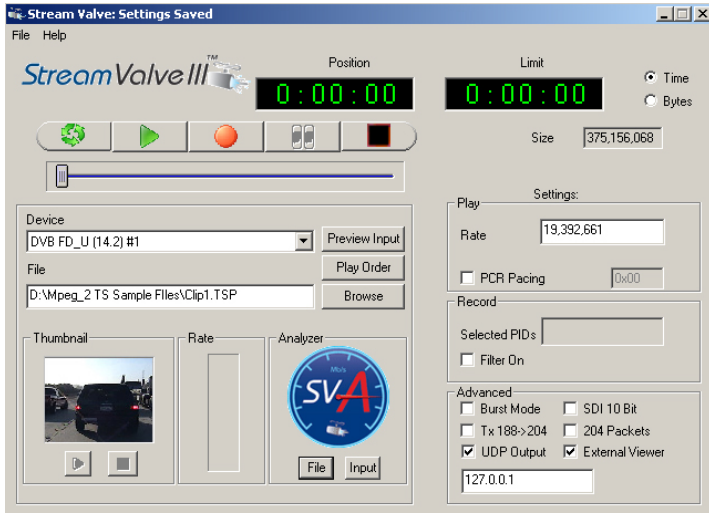 Stream Valve: Settings Saved
File Help
StreamValve III™
Position
0:00:00
Limit
0:00:00
Time
Bytes
Size 375,156,068
Settings:
Device
DVB FD_U (14.2) #1
Preview Input
File
Play Order
D:\Mpeg_2 TS Sample FIles\Clip1.TSP
Browse
Thumbnail
Rate
Analyzer
Mb/s
SVA
File Input
Play
Rate 19,392,661
PCR Pacing 0x00
Record
Selected PIDs
Filter On
Advanced
Burst Mode SDI 10 Bit
Tx 188->204 204 Packets
UDP Output External Viewer
127.0.0.1